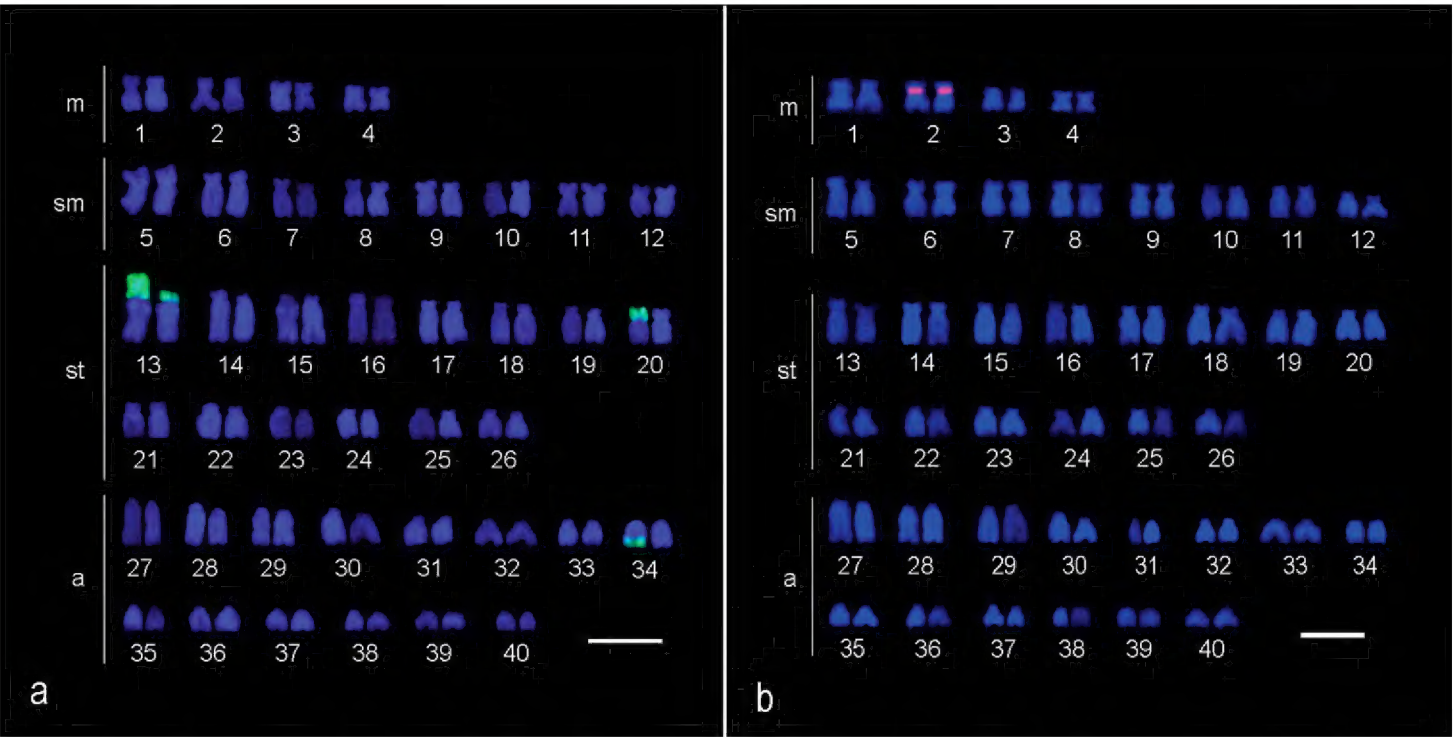 m
1 2 3 4
sm
5 6 7 8 9 10 11 12
st
13 14 15 16 17 18 19 20
21 22 23 24 25 26
a
27 28 29 30 31 32 33 34
35 36 37 38 39 40
a
m
1 2 3 4
sm
5 6 7 8 9 10 11 12
st
13 14 15 16 17 18 19 20
21 22 23 24 25 26
a
27 28 29 30 31 32 33 34
35 36 37 38 39 40
b